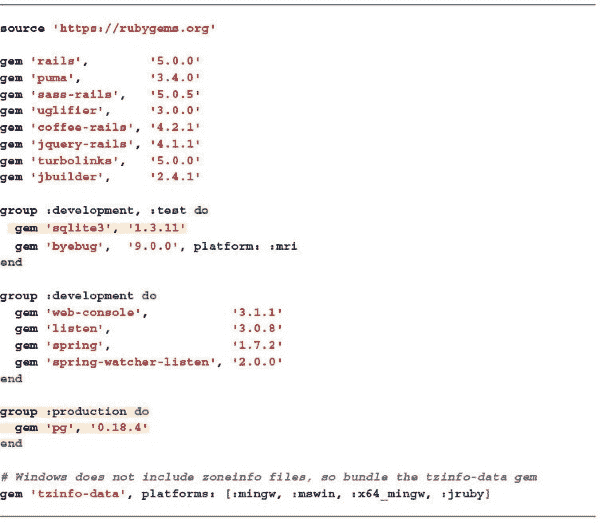 source 'https://rubygems.org'
gem 'rails',        '5.0.0'
gem 'puma',         '3.4.0'
gem 'sass-rails',   '5.0.5'
gem 'uglifier',     '3.0.0'
gem 'coffee-rails', '4.2.1'
gem 'jquery-rails', '4.1.1'
gem 'turbolinks',   '5.0.0'
gem 'jbuilder',     '2.4.1'
group :development, :test do
  gem 'sqlite3', '1.3.11'
  gem 'byebug',  '9.0.0', platform: :mri
end
group :development do
  gem 'web-console',           '3.1.1'
  gem 'listen',                '3.0.8'
  gem 'spring',                '1.7.2'
  gem 'spring-watcher-listen', '2.0.0'
end
group :production do
  gem 'pg', '0.18.4'
end
# Windows does not include zoneinfo files, so bundle the tzinfo-data gem
gem 'tzinfo-data', platforms: [:mingw, :mswin, :x64_mingw, :jruby]